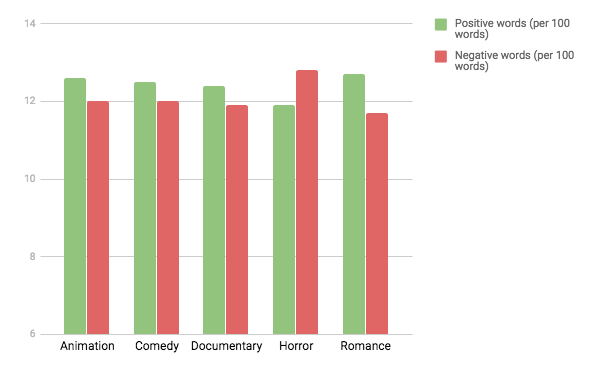 14
12
10
8
6
Animation Comedy Documentary Horror Romance
Positive words (per 100
words)
Negative words (per 100
words)